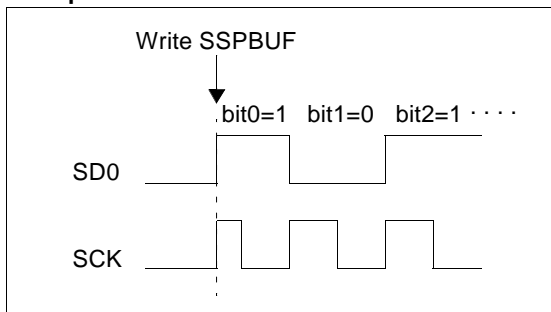 Write SSPBUF
bit0=1 bit1=0 bit2=1 · · · ·
SD0
SCK